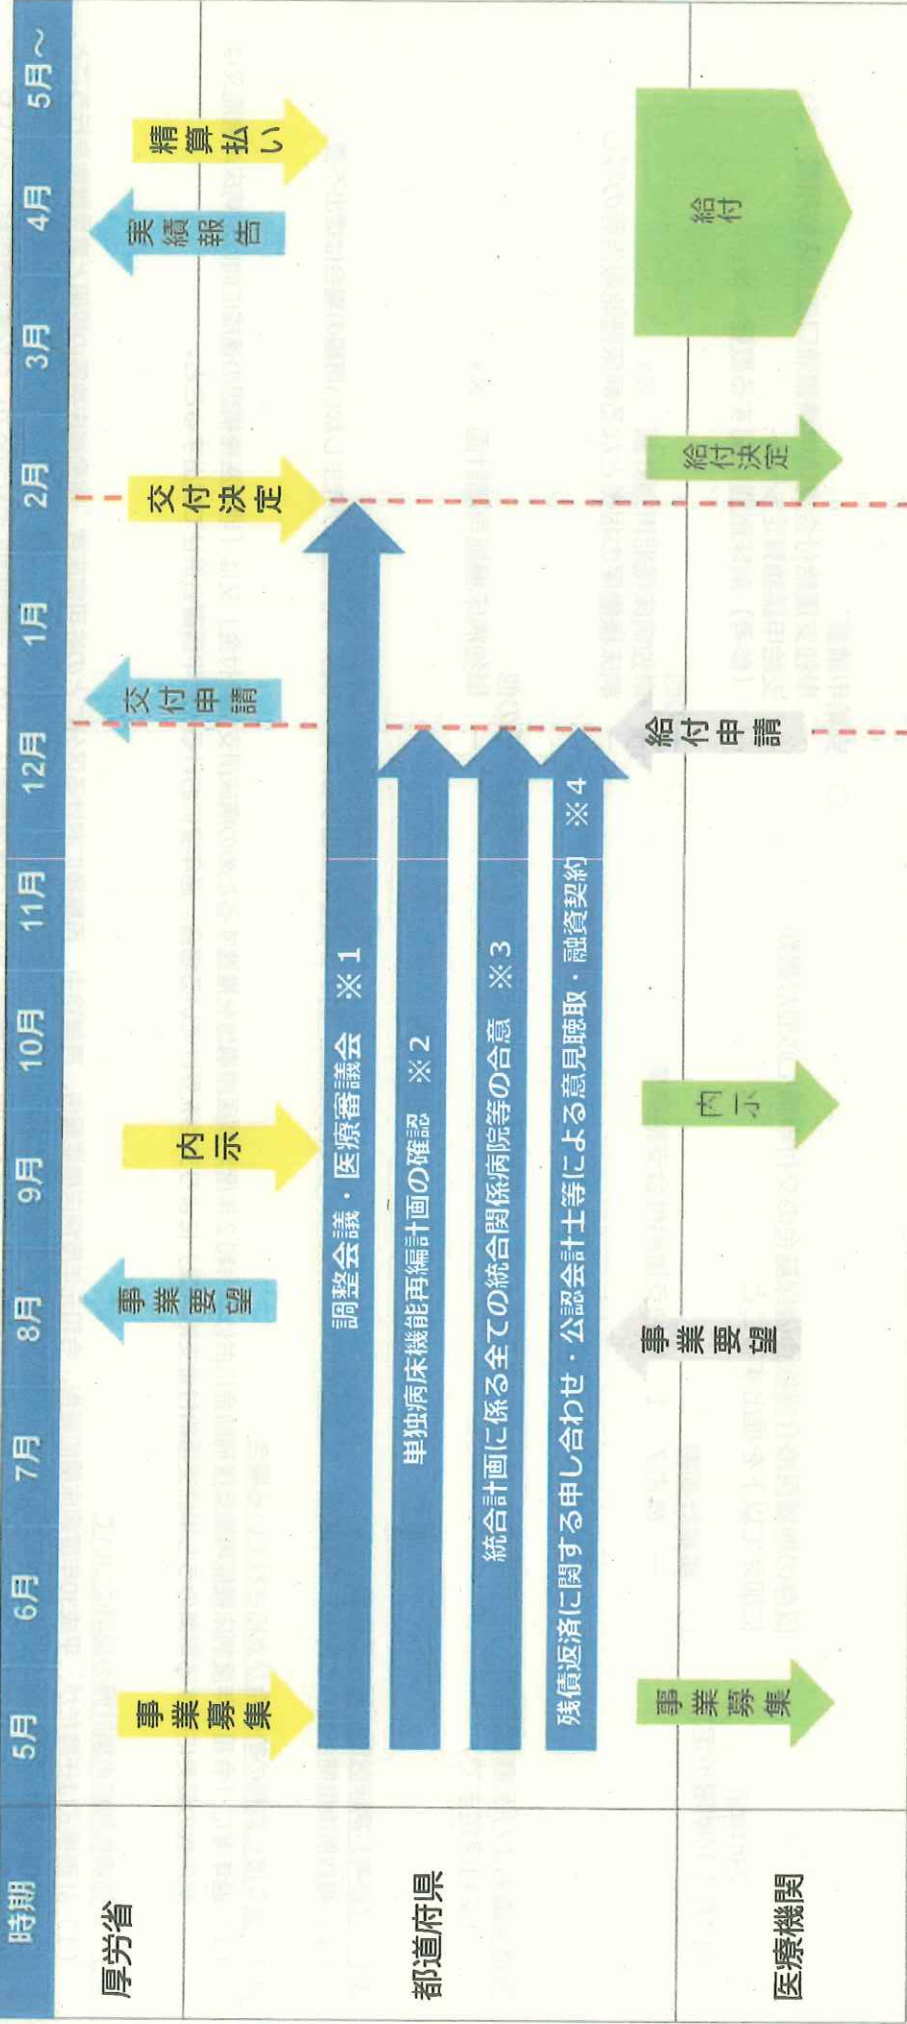 時期
5月
6月
7月
8月
9月
10月
11月
12月
1月
2月
3月
4月
5月～
厚労省
事業募集
事業要望
内示
交付申請
交付決定
実績報告
精算払い
都道府県
調整会議・医療審議会 ※1
単独病床機能再編計画の確認 ※2
統合計画に係る全ての統合関係病院等の合意 ※3
残債返済に関する申し合わせ・公認会計士等による意見聴取・融資契約 ※4
医療機関
事業募集
事業要望
内示
給付申請
給付決定
給付